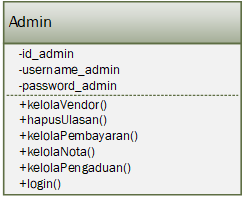 Admin
-id_admin
-username_admin
-password_admin
+kelolaVendor()
+hapusUlasan()
+kelolaPembayaran()
+kelolaNota()
+kelolaPengaduan()
+login()